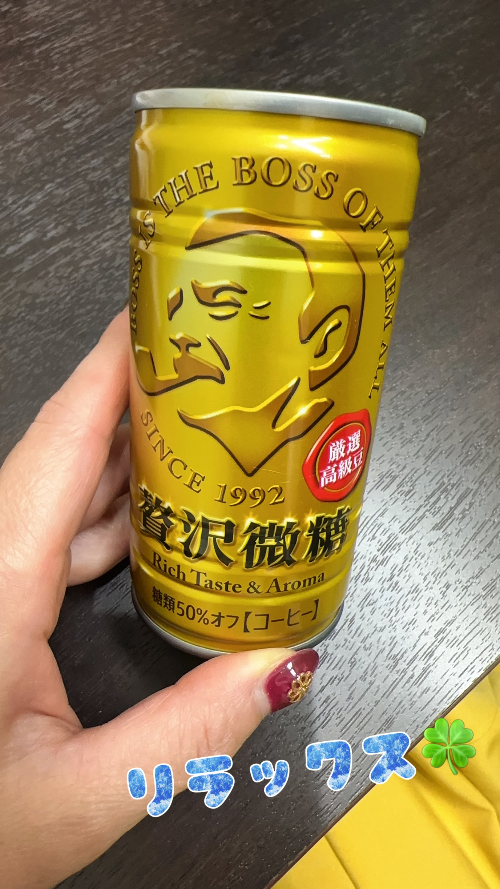 BOSS IS THE BOSS OF THEM ALL
SINCE 1992
厳選
高級豆
贅沢微糖
Rich Taste & Aroma
糖類50%オフ【コーヒー】
リラックス🍀